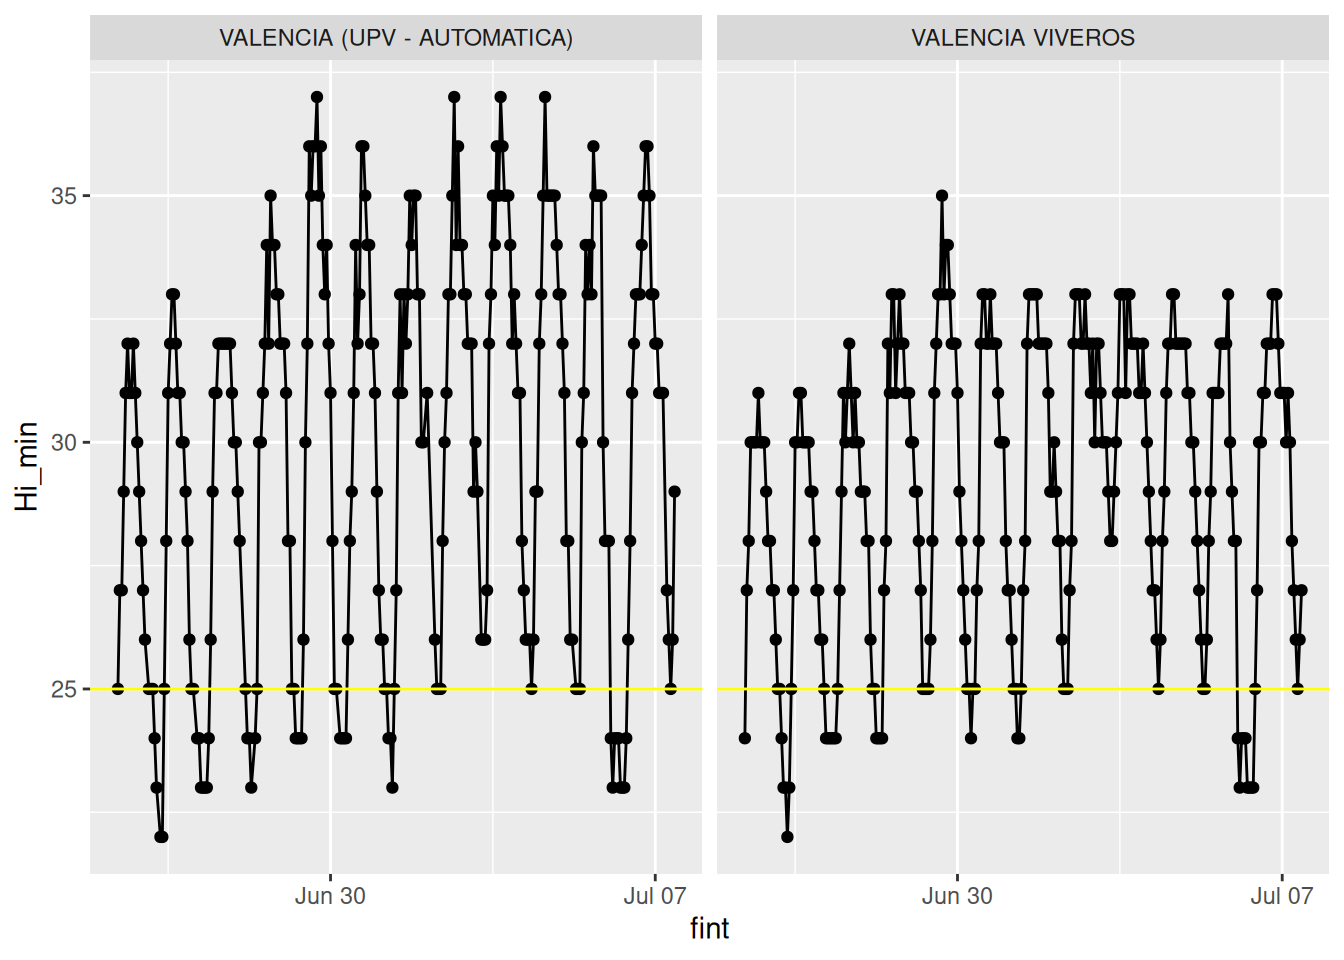 VALENCIA (UPV - AUTOMATICA)
VALENCIA VIVEROS
Hi_min
35
30
25
Jun 30
Jul 07
Jun 30
Jul 07
fint